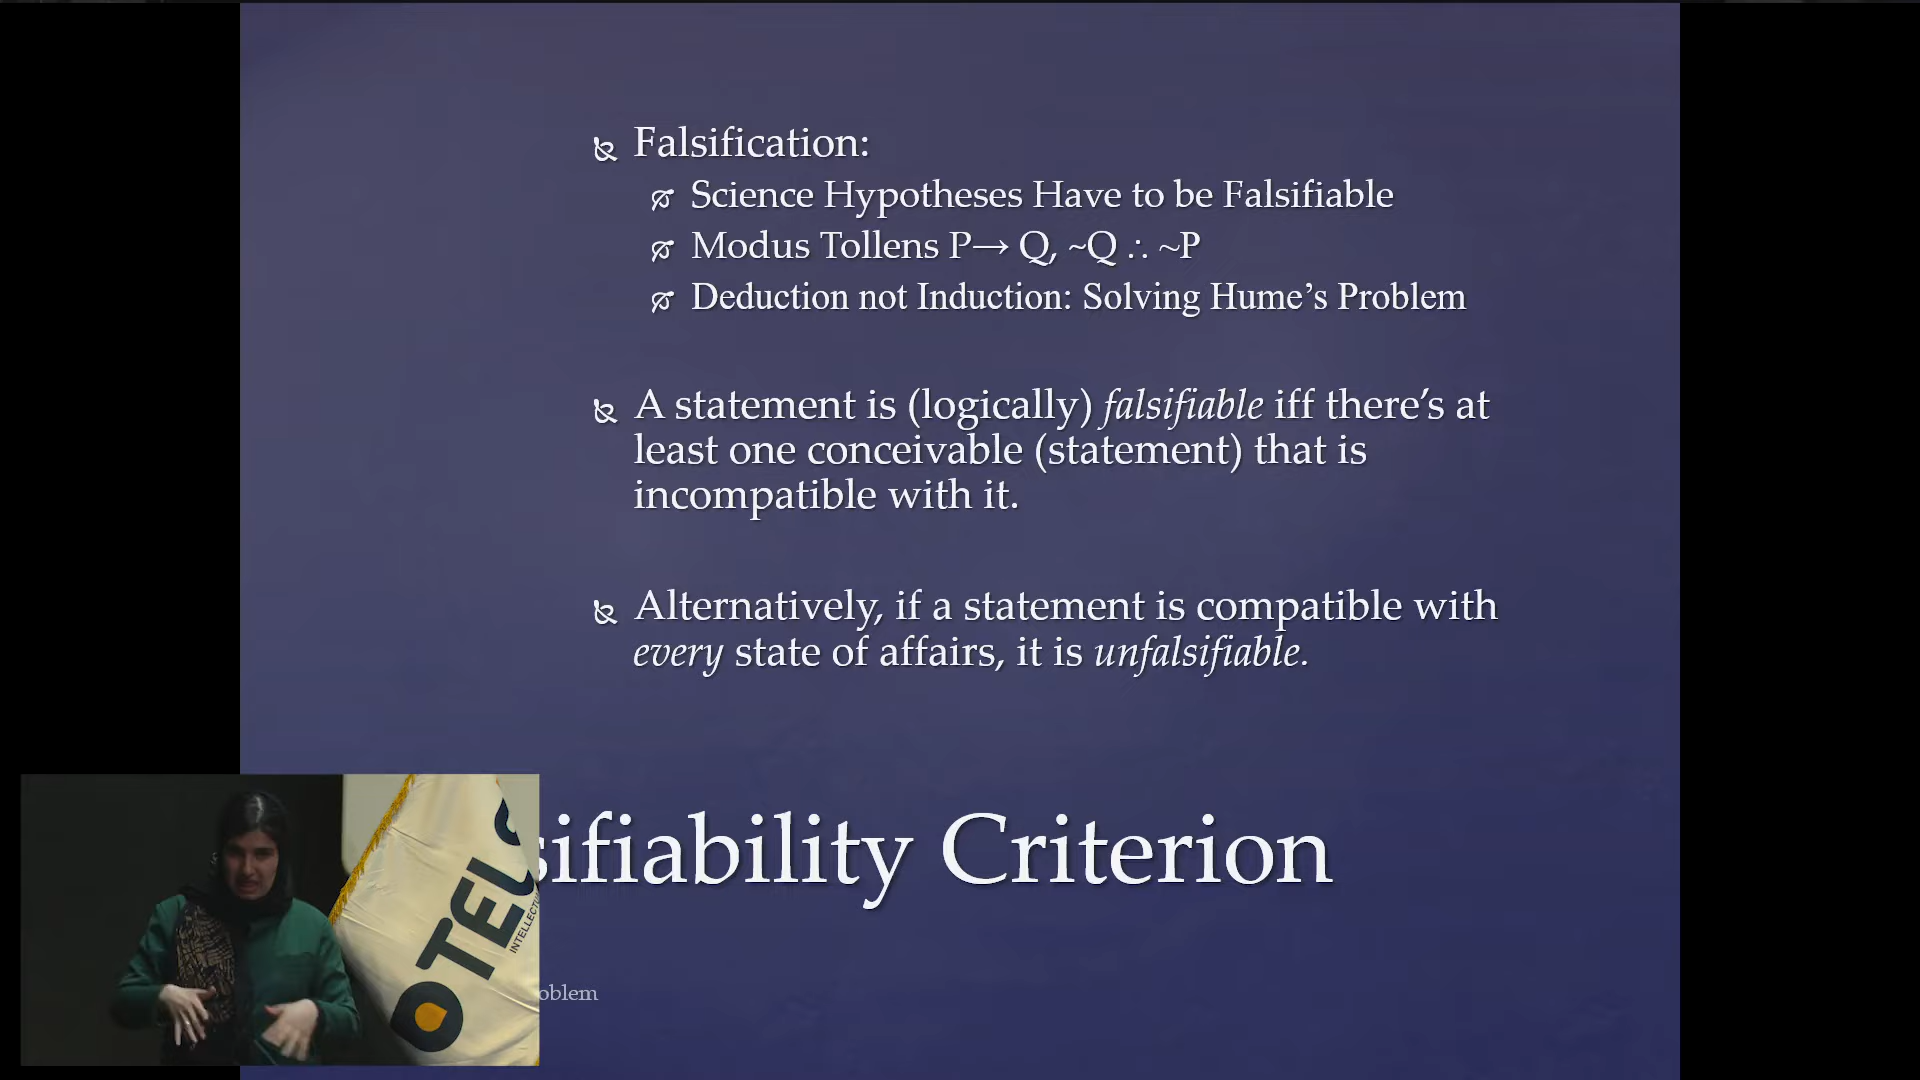 Falsification:
Science Hypotheses Have to be Falsifiable
Modus Tollens P→ Q, ~Q ∴ ~P
Deduction not Induction: Solving Hume's Problem
A statement is (logically) falsifiable iff there's at
least one conceivable (statement) that is
incompatible with it.
Alternatively, if a statement is compatible with
every state of affairs, it is unfalsifiable.
sifiability Criterion
oblem
OTEL
INTELLECTU